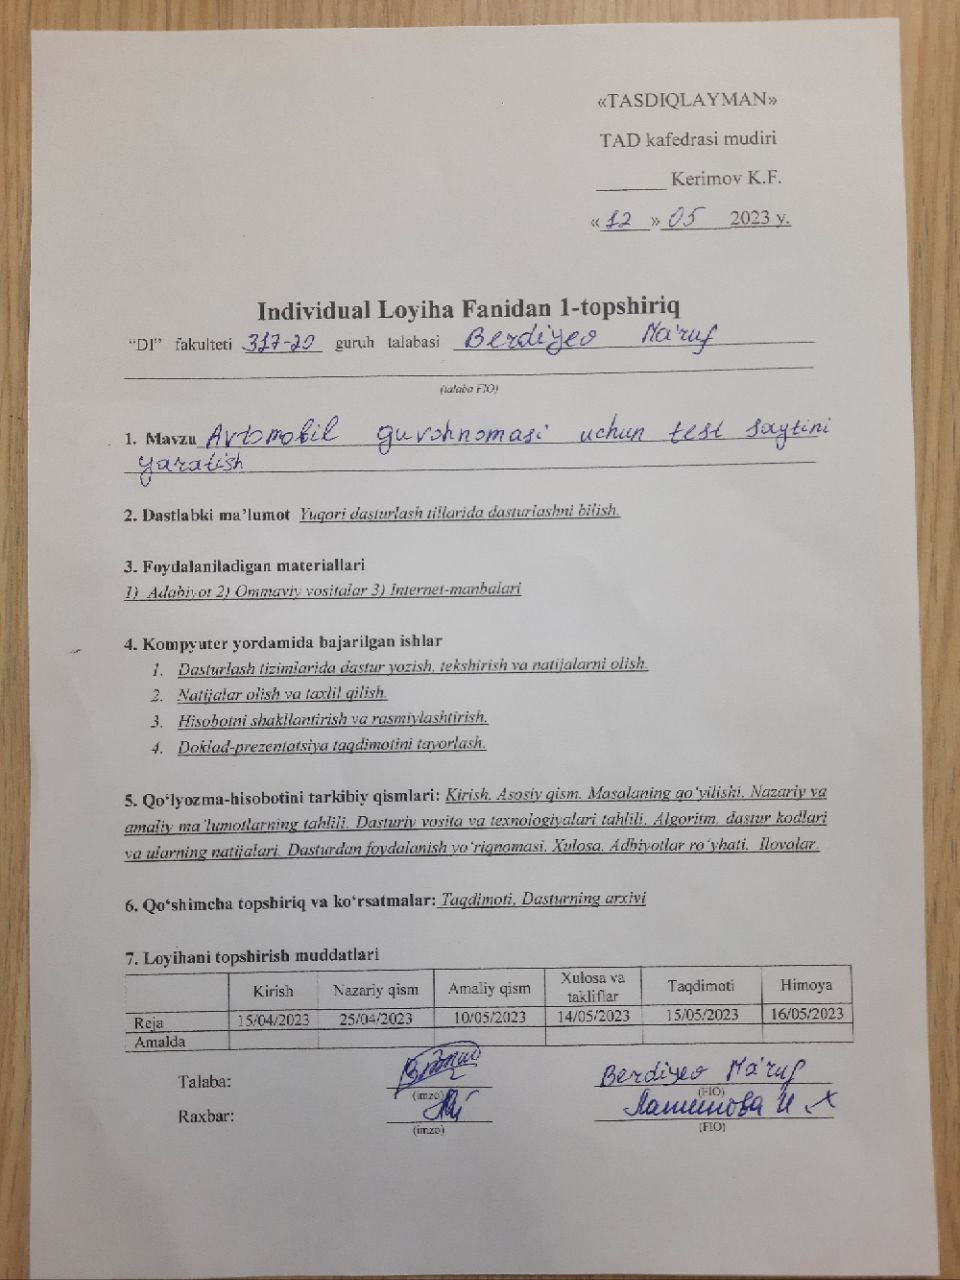 «TASDIQLAYMAN»
TAD kafedrasi mudiri
_______ Kerimov K.F.
«12» 05 2023 y.
Individual Loyiha Fanidan 1-topshiriq
“DI” fakulteti 317-20 guruh talabasi Berdiyev Ma'ruf
(talaba FIO)
1. Mavzu Avtomobil guvohnomasi uchun test saytini
yaratish
2. Dastlabki ma’lumot Yuqori dasturlash tillarida dasturlashni bilish.
3. Foydalaniladigan materiallari
1) Adabiyot 2) Ommaviy vositalar 3) Internet-manbalari
4. Kompyuter yordamida bajarilgan ishlar
1. Dasturlash tizimlarida dastur yozish, tekshirish va natijalarni olish.
2. Natijalar olish va taxlil qilish.
3. Hisobotni shakllantirish va rasmiylashtirish.
4. Doklad-prezentatsiya taqdimotini tayorlash.
5. Qo‘lyozma-hisobotini tarkibiy qismlari: Kirish. Asosiy qism. Masalaning qo‘yilishi. Nazariy va
amaliy ma’lumotlarning tahlili. Dasturiy vosita va texnologiyalari tahlili. Algoritm, dastur kodlari
va ularning natijalari. Dasturdan foydalanish yo‘riqnomasi. Xulosa. Adbiyotlar ro‘yhati. Ilovalar.
6. Qo‘shimcha topshiriq va ko‘rsatmalar: Taqdimoti. Dasturning arxivi
7. Loyihani topshirish muddatlari
Kirish Nazariy qism Amaliy qism Xulosa va takliflar Taqdimoti Himoya
Reja 15/04/2023 25/04/2023 10/05/2023 14/05/2023 15/05/2023 16/05/2023
Amalda
Talaba: Berdiyev Ma'ruf
(imzo) (FIO)
Raxbar: И Х
(imzo) (FIO)